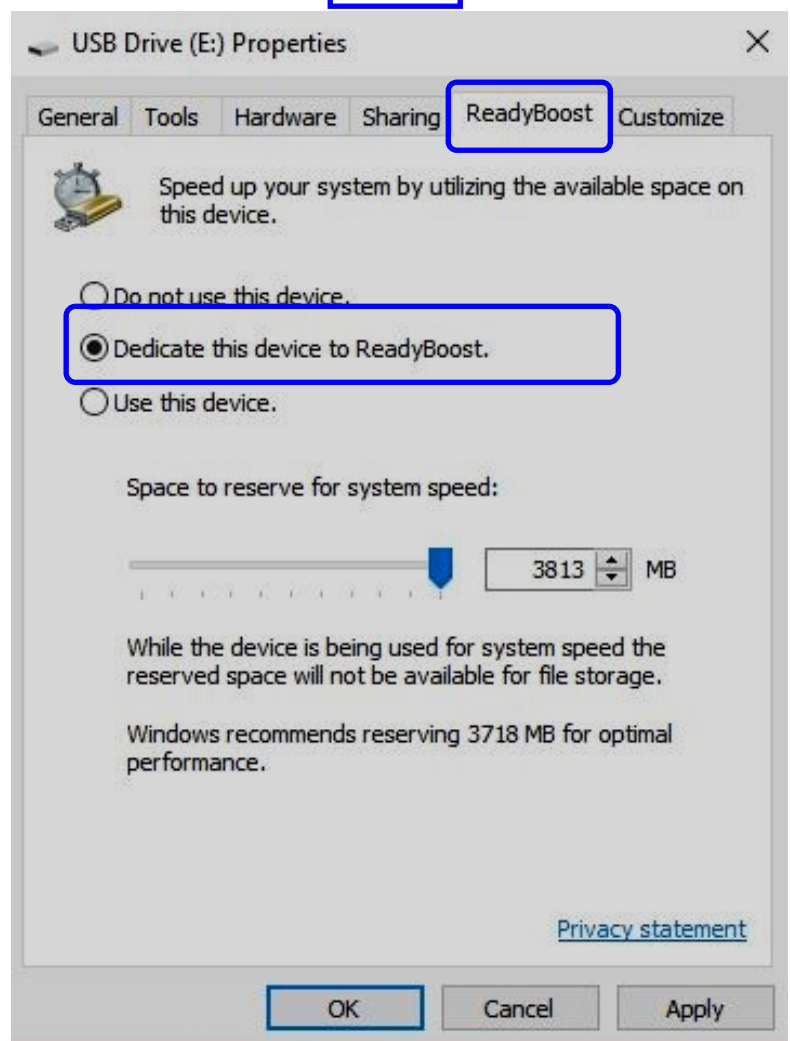 USB Drive (E:) Properties
General Tools Hardware Sharing ReadyBoost Customize
Speed up your system by utilizing the available space on
this device.
Do not use this device.
Dedicate this device to ReadyBoost.
Use this device.
Space to reserve for system speed:
3813 MB
While the device is being used for system speed the
reserved space will not be available for file storage.
Windows recommends reserving 3718 MB for optimal
performance.
Privacy statement
OK Cancel Apply